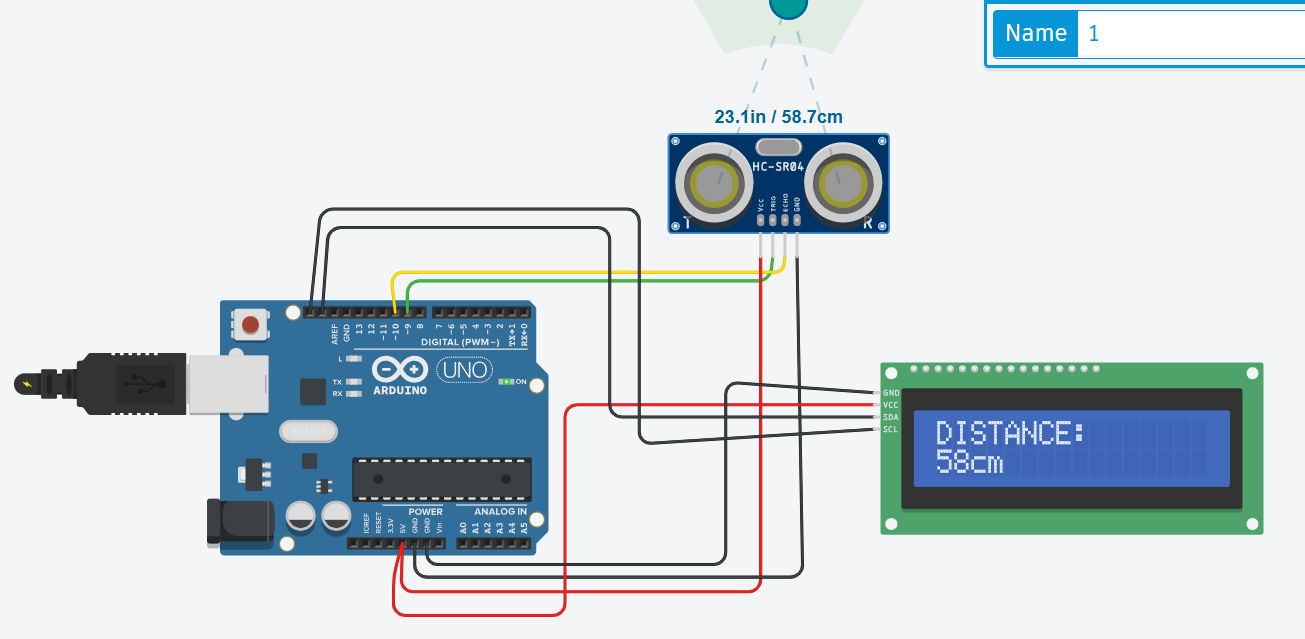 Name 1
23.1in / 58.7cm
HC-SR04
VCC
TRIG
ECHO
GND
T
R
AREF
GND
13
12
~11
~10
~9
8
7
~6
~5
4
~3
2
TX→1
RX←0
DIGITAL (PWM~)
L
TX
RX
ARDUINO
UNO
ON
GND
VCC
SDA
SCL
DISTANCE:
58cm
POWER
ANALOG IN
IOREF
RESET
3.3V
5V
GND
GND
Vin
A0
A1
A2
A3
A4
A5